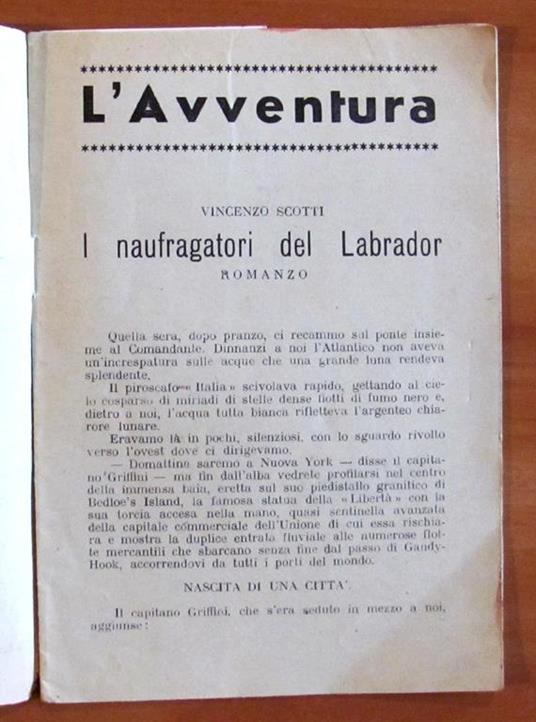 ************************************************
L'Avventura
************************************************
VINCENZO SCOTTI
I naufragatori del Labrador
ROMANZO
Quella sera, dopo pranzo, ci recammo sul ponte insie-
me al Comandante. Dinnanzi a noi l'Atlantico non aveva
un'increspatura sulle acque che una grande luna rendeva
splendente.
Il piroscafo «Italia» scivolava rapido, gettando al cie-
lo cosparso di miriadi di stelle dense fiotti di fumo nero e,
dietro a noi, l'acqua tutta bianca rifletteva l'argenteo chia-
rore lunare.
Eravamo là in pochi, silenziosi, con lo sguardo rivolto
verso l'ovest dove ci dirigevamo.
— Domattina saremo a Nuova York — disse il capita-
no Griffini — ma fin dall'alba vedrete profilarsi nel centro
della immensa baia, eretta sul suo piedistallo granitico di
Bedloe's Island, la famosa statua della «Libertà» con la
sua torcia accesa nella mano, quasi sentinella avanzata
della capitale commerciale dell'Unione di cui essa rischia-
ra e mostra la duplice entrata fluviale alle numerose flot-
te mercantili che sbarcano senza fine dal passo di Gandy-
Hook, accorrendovi da tutti i porti del mondo.
NASCITA DI UNA CITTA'.
Il capitano Griffini, che s'era seduto in mezzo a noi,
aggiunse: